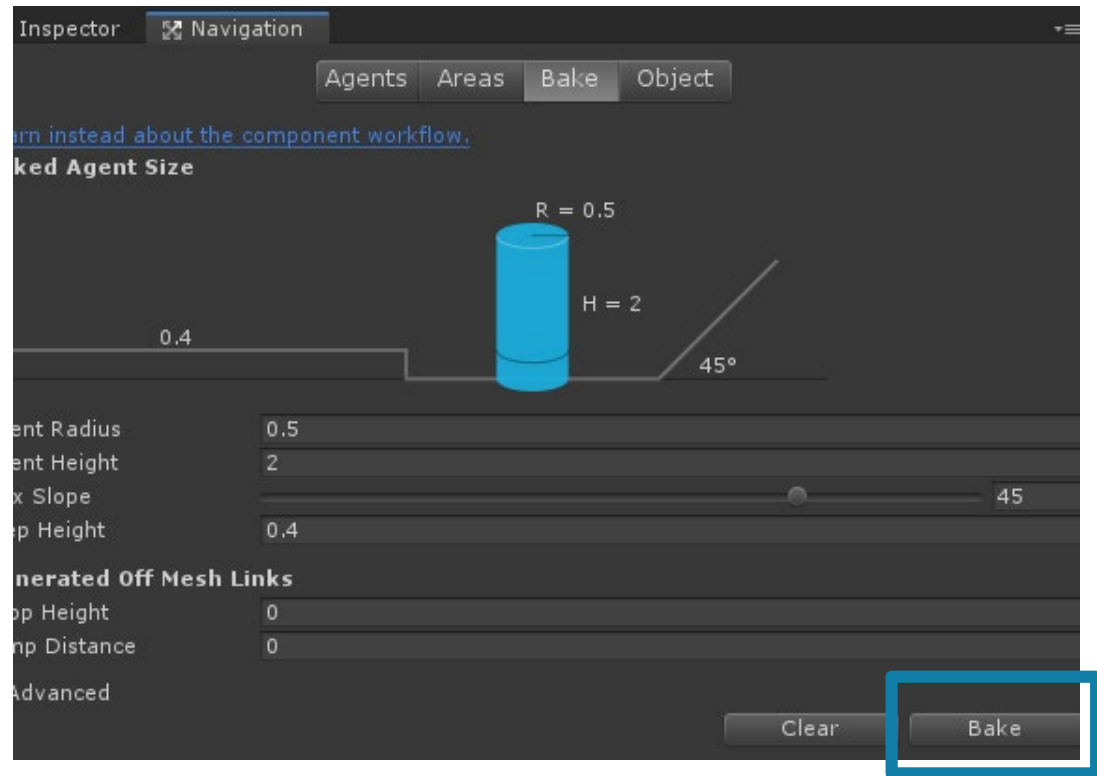 Inspector Navigation
Agents Areas Bake Object
arn instead about the component workflow.
ked Agent Size
R = 0.5
H = 2
0.4
45°
ent Radius 0.5
ent Height 2
x Slope 45
ep Height 0.4
nerated Off Mesh Links
op Height 0
mp Distance 0
Advanced
Clear Bake